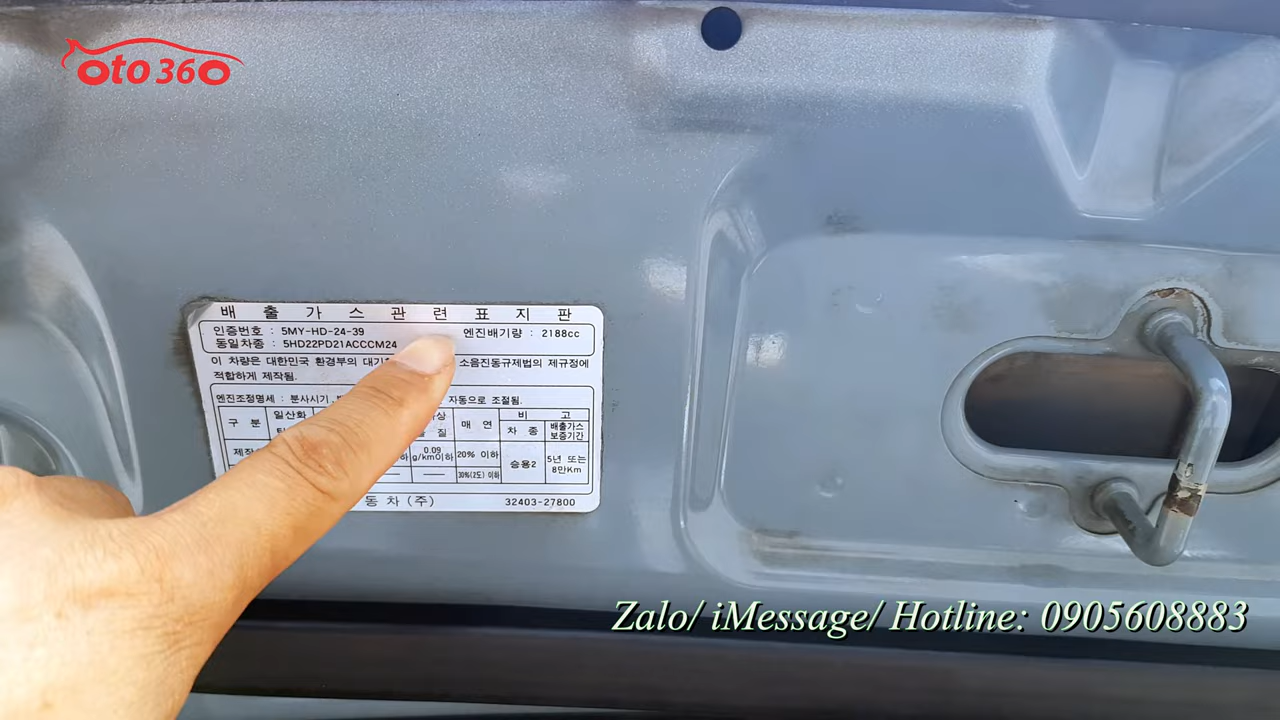 oto 360
배 출 가 스 관 련 표 지 판
인증번호 : 5MY-HD-24-39 엔진배기량 : 2188cc
동일차종 : 5HD22PD21ACCCM24
이 차량은 대한민국 환경부의 소음진동규제법의 제규정에
적합하게 제작됨.
엔진조정명세 : 분사시기, 자동으로 조절됨.
구 분 일산화 매 연 비 고
질 차 종 배출가스 보증기간
0.09 g/km이하 20% 이하 승용2 5년 또는 8만Km
30%(2도) 이하
동 차 (주) 32403-27800
Zalo/ iMessage/ Hotline: 0905608883